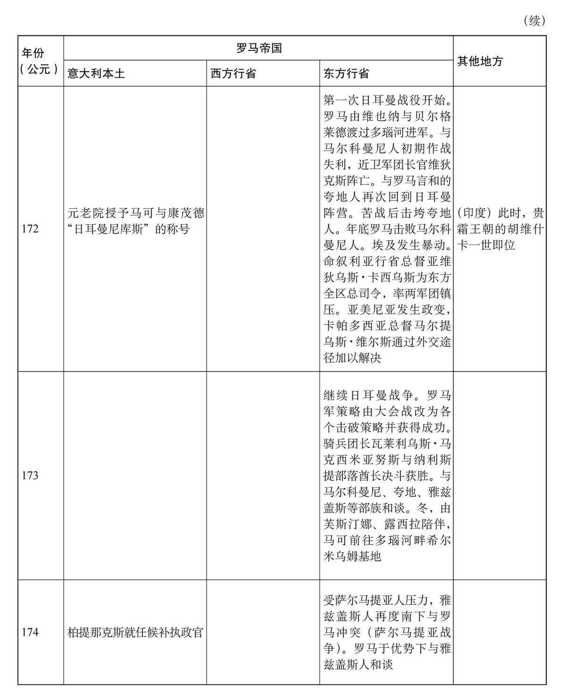 （续）
年份
（公元）
罗马帝国
其他地方
意大利本土
西方行省
东方行省
172
元老院授予马可与康茂德
“日耳曼尼库斯”的称号
第一次日耳曼战役开始。
罗马由维也纳与贝尔格
莱德渡过多瑙河进军。与
马尔科曼尼人初期作战
失利，近卫军团长官维狄
克斯阵亡。与罗马言和的
夸地人再次回到日耳曼
阵营。苦战后击垮夸地
人。年底罗马击败马尔科
曼尼人。埃及发生暴动。
命叙利亚行省总督亚维
狄乌斯·卡西乌斯为东方
全区总司令，率两军团镇
压。亚美尼亚发生政变，
卡帕多西亚总督马尔提
乌斯·维尔斯通过外交途
径加以解决
（印度）此时，贵
霜王朝的胡维什
卡一世即位
173
继续日耳曼战争。罗马
军策略由大会战改为各
个击破策略并获得成功。
骑兵团长瓦莱利乌斯·马
克西米亚努斯与纳利斯
提部落酋长决斗获胜。与
马尔科曼尼、夸地、雅兹
盖斯等部族和谈。冬，由
芙斯汀娜、露西拉陪伴，
马可前往多瑙河畔希尔
米乌姆基地
174
柏提那克斯就任候补执政官
受萨尔马提亚人压力，雅
兹盖斯人再度南下与罗
马冲突（萨尔马提亚战
争）。罗马于优势下与雅
兹盖斯人和谈